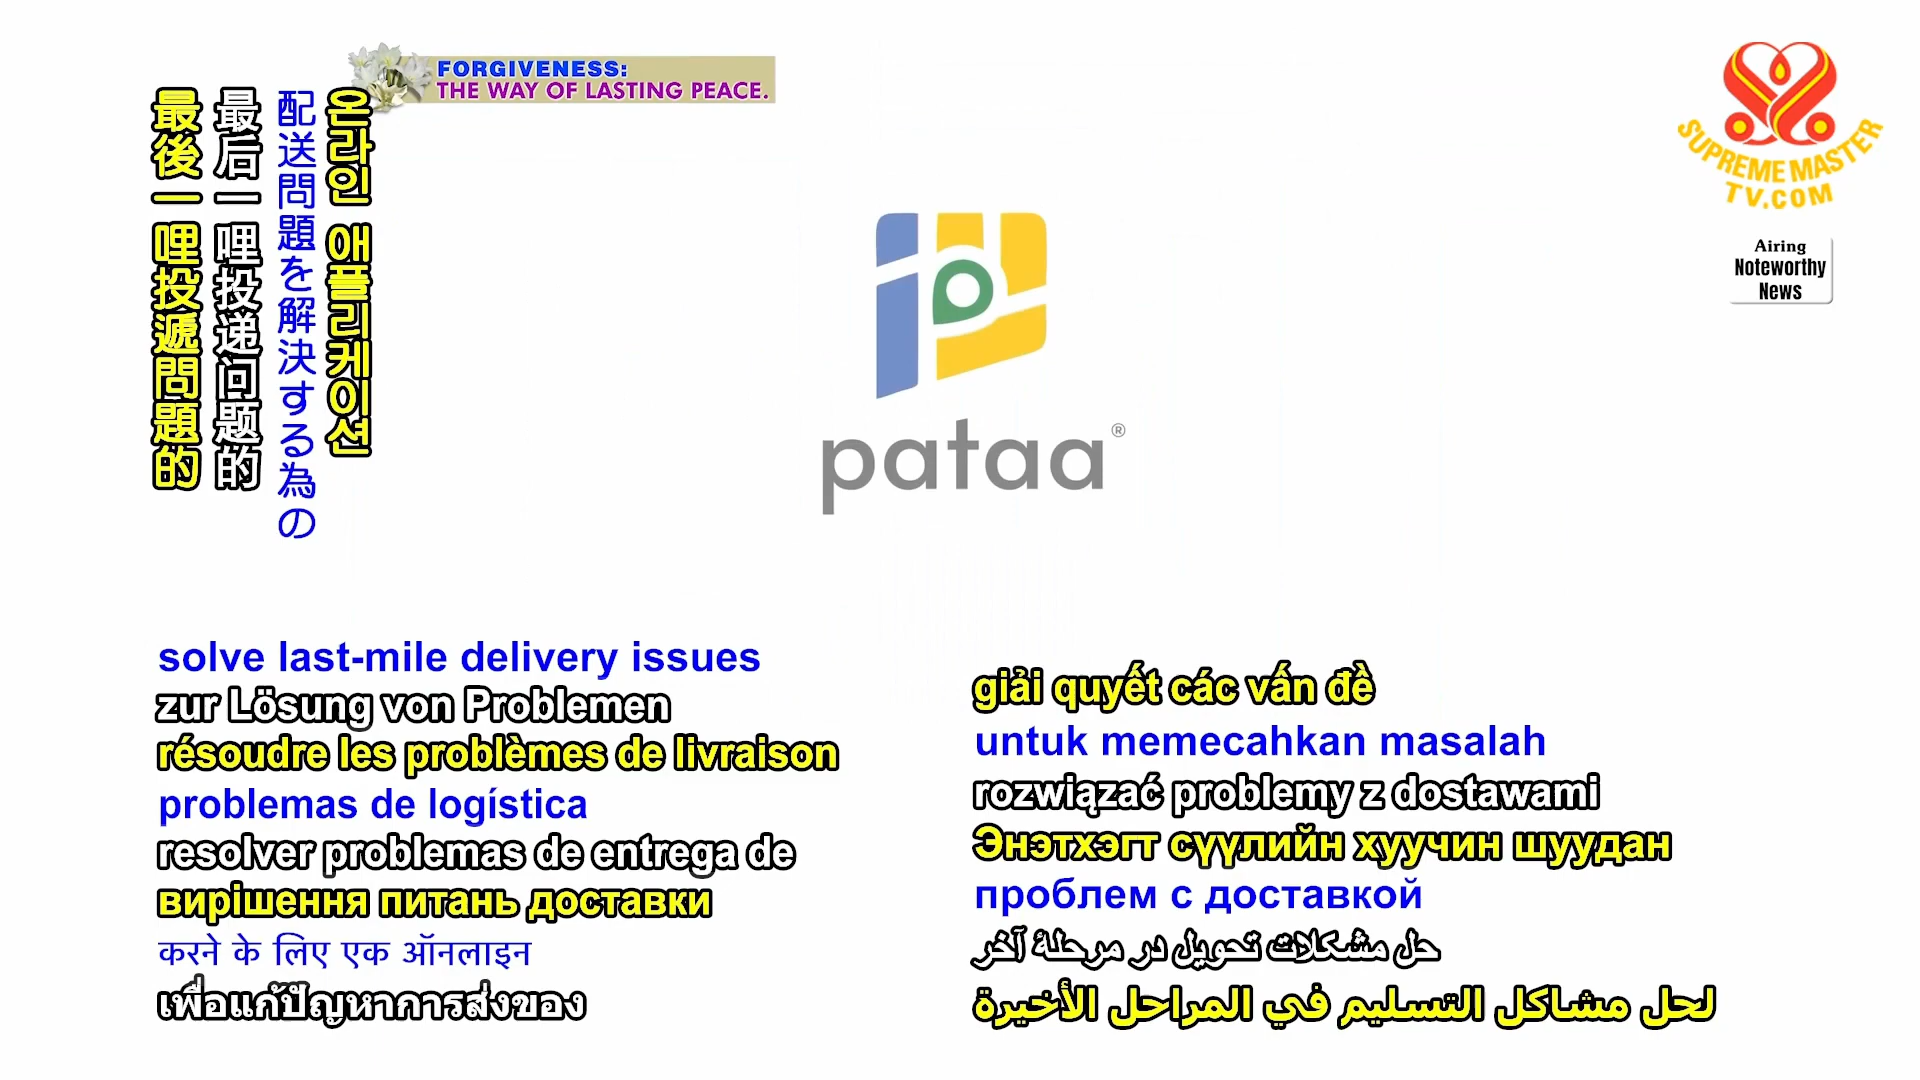 FORGIVENESS:
THE WAY OF LASTING PEACE.
SUPREME MASTER
TV.COM
Airing
Noteworthy
News
最後一哩投遞問題的
最后一哩投递问题的
配送問題を解決する為の
온라인 애플리케이션
pataa®
solve last-mile delivery issues
zur Lösung von Problemen
résoudre les problèmes de livraison
problemas de logística
resolver problemas de entrega de
вирішення питань доставки
करने के लिए एक ऑनलाइन
เพื่อแก้ปัญหาการส่งของ
giải quyết các vấn đề
untuk memecahkan masalah
rozwiązać problemy z dostawami
Энэтхэгт сүүлийн хуучин шуудан
проблем с доставкой
حل مشکلات تحویل در مرحلۀ آخر
لحل مشاكل التسليم في المراحل الأخيرة